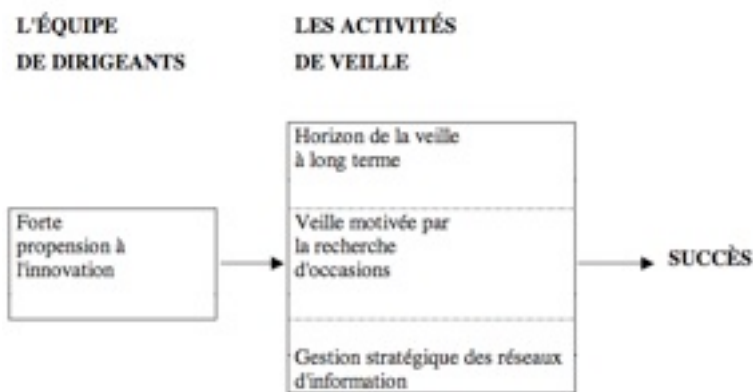 L'ÉQUIPE
DE DIRIGEANTS
LES ACTIVITÉS
DE VEILLE
Forte
propension à
l'innovation
Horizon de la veille
à long terme
Veille motivée par
la recherche
d'occasions
Gestion stratégique des réseaux
d'information
SUCCÈS